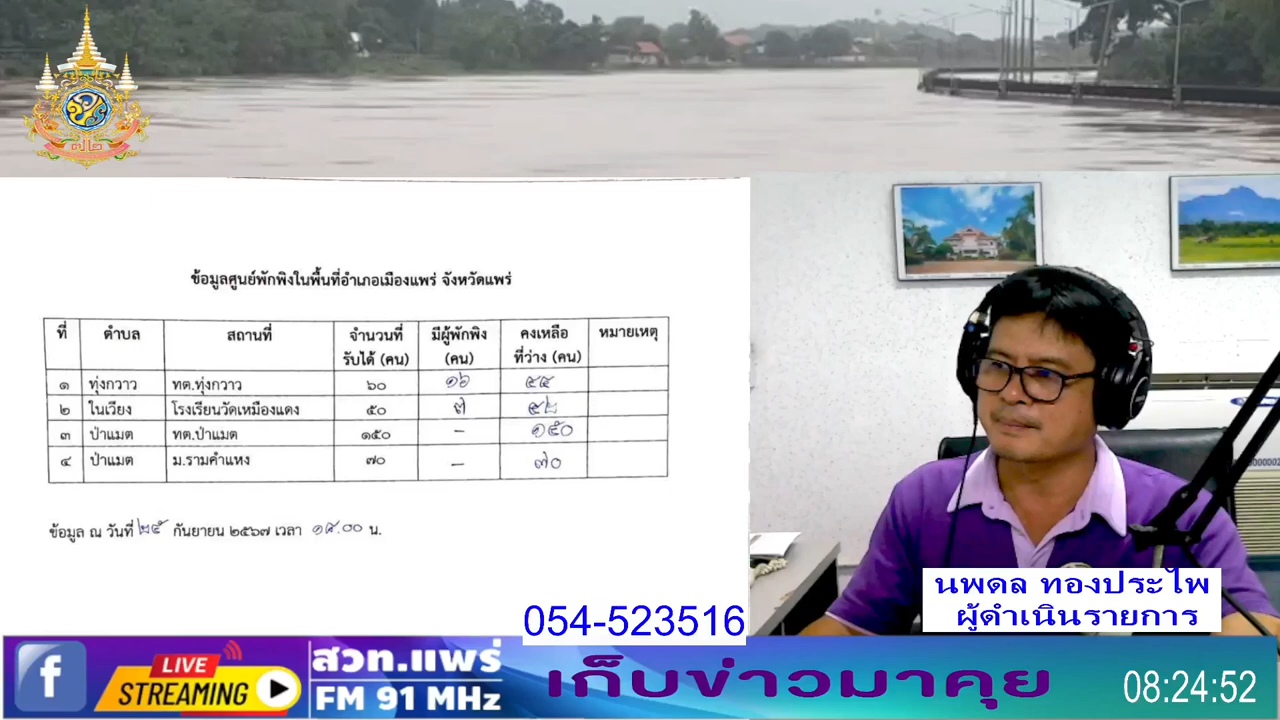 ๗๒
ข้อมูลศูนย์พักพิงในพื้นที่อำเภอเมืองแพร่ จังหวัดแพร่
ที่ ตำบล สถานที่ จำนวนที่รับได้ (คน) มีผู้พักพิง (คน) คงเหลือที่ว่าง (คน) หมายเหตุ
๑ ทุ่งกวาว ทต.ทุ่งกวาว ๖๐ ๑๖ ๔๔
๒ ในเวียง โรงเรียนวัดเหมืองแดง ๕๐
๓ ป่าแมต ทต.ป่าแมต ๑๕๐ – ๑๕๐
๔ ป่าแมต ม.รามคำแหง ๗๐ – ๗๐
ข้อมูล ณ วันที่ ๒๕ กันยายน ๒๕๖๗ เวลา น.
054-523516
นพดล ทองประไพ
ผู้ดำเนินรายการ
f
LIVE
STREAMING
สวท.แพร่
FM 91 MHz
เก็บข่าวมาคุย
08:24:52